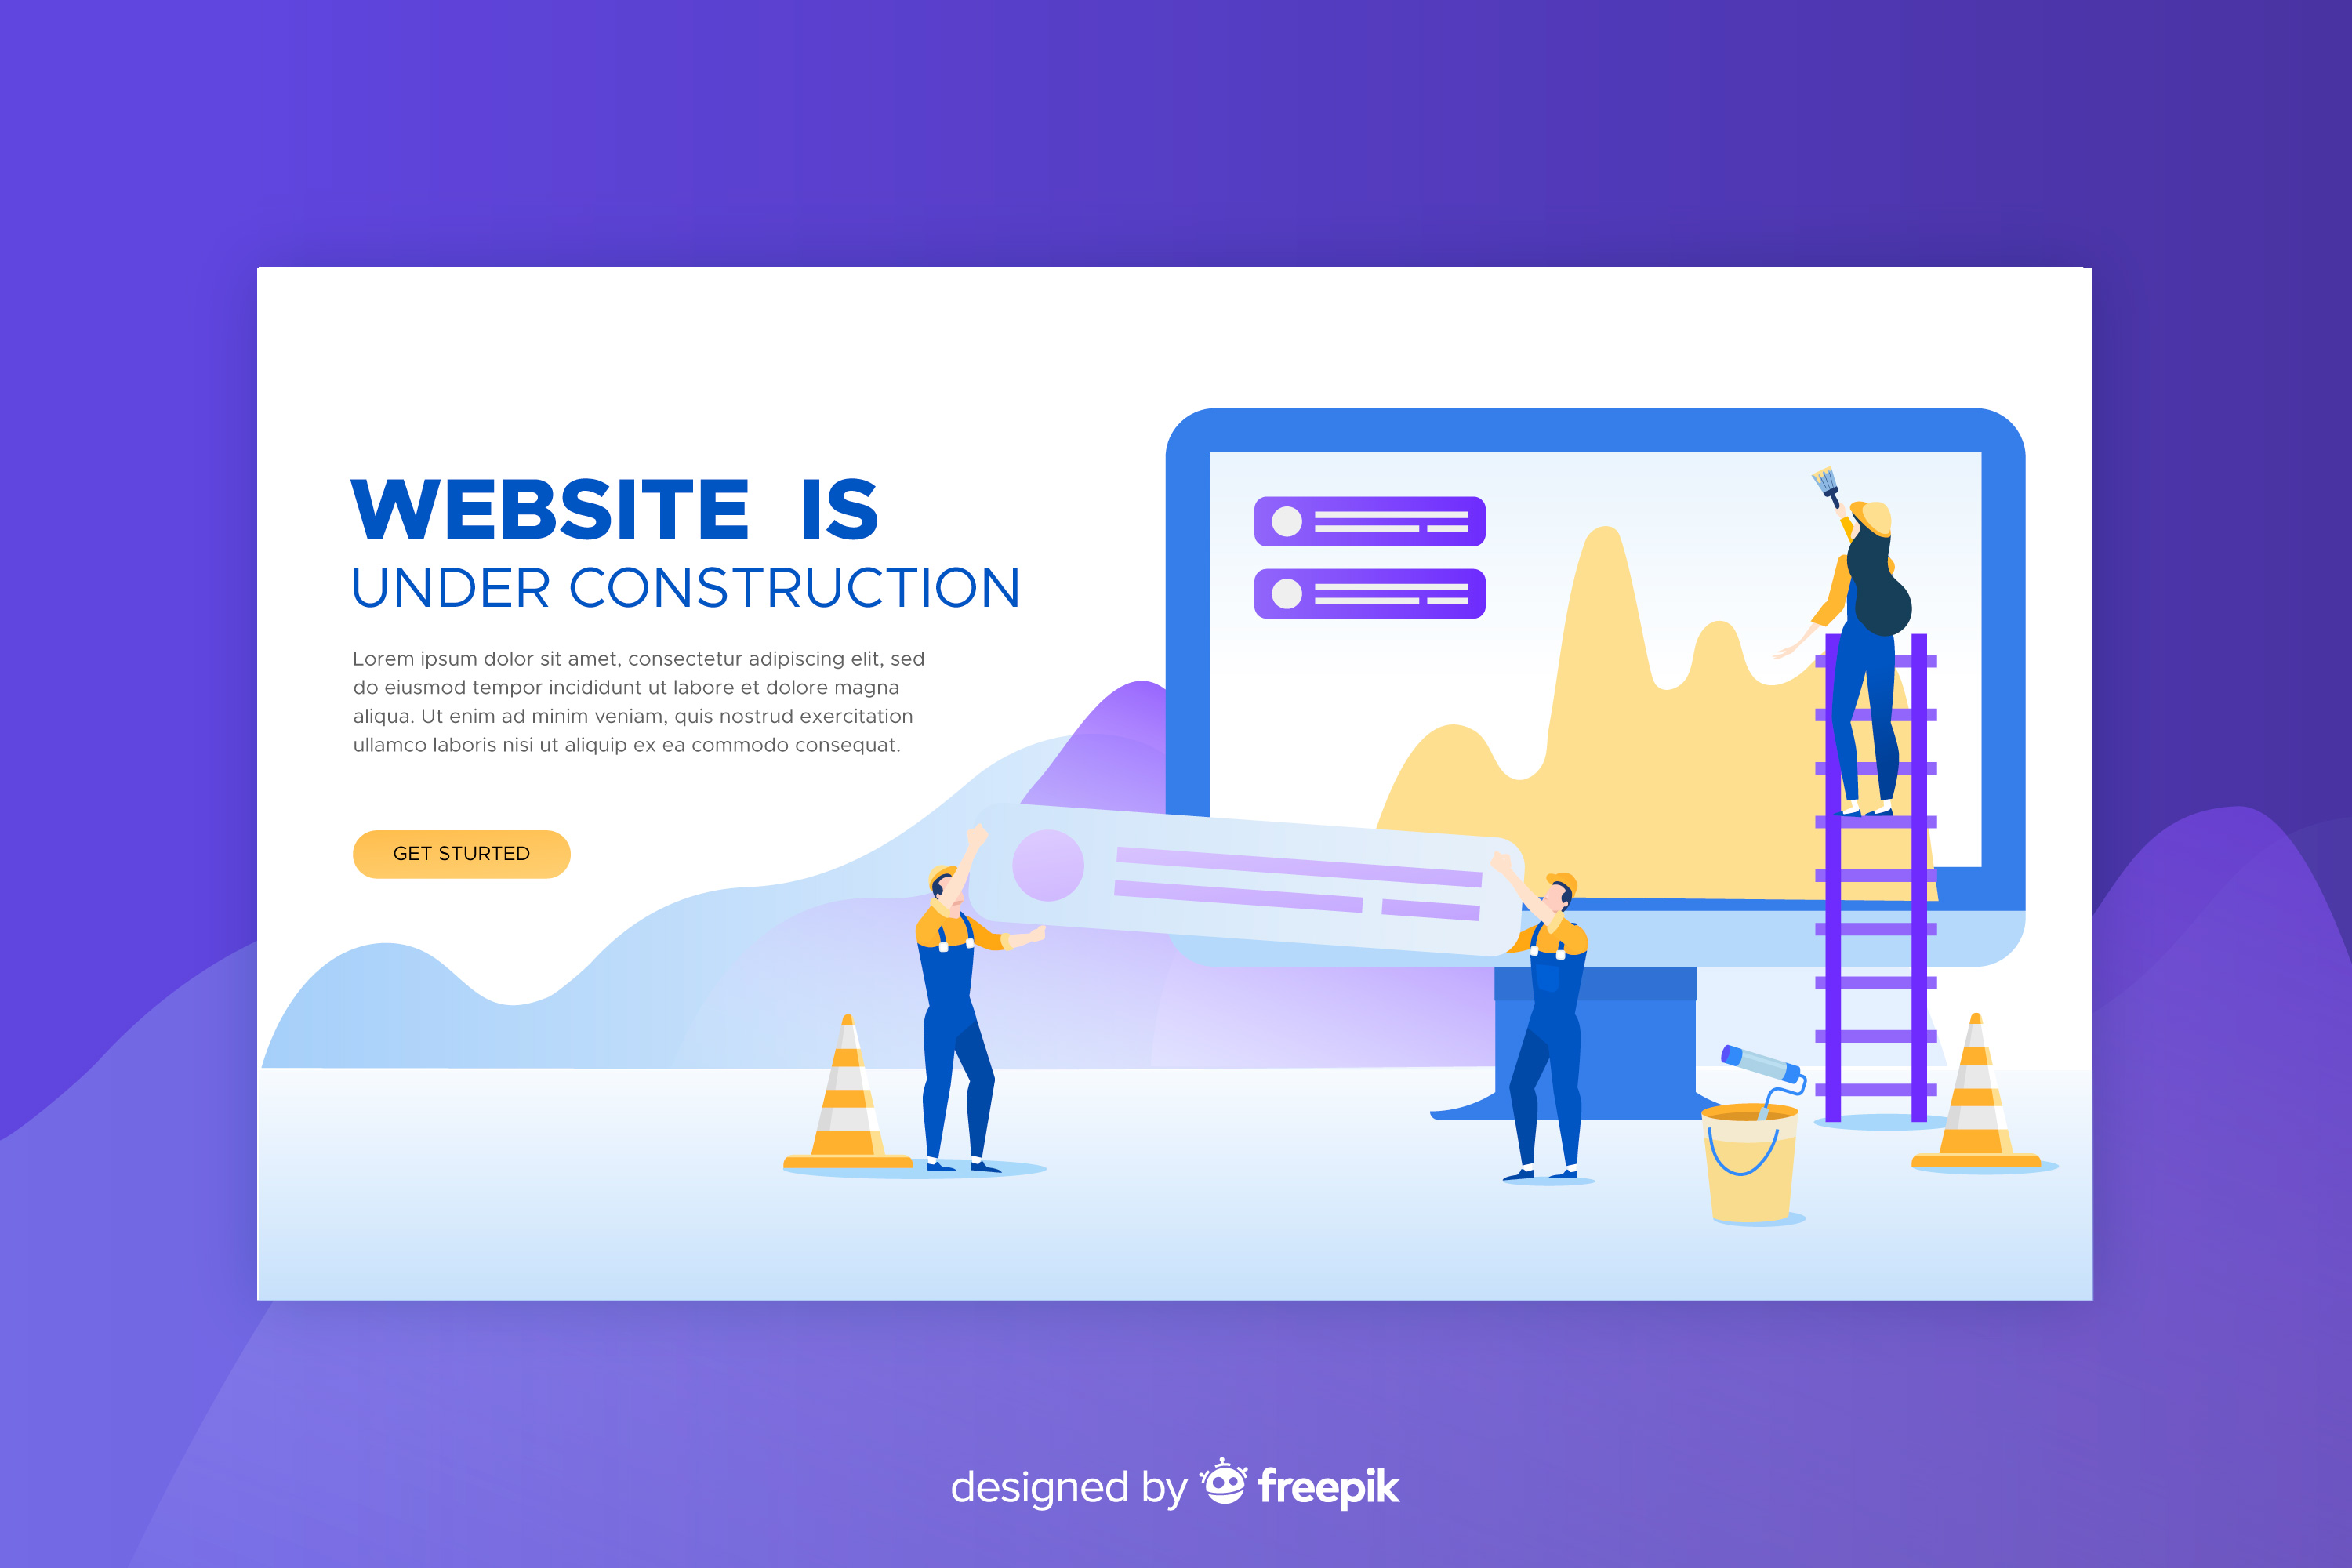 WEBSITE IS
UNDER CONSTRUCTION
Lorem ipsum dolor sit amet, consectetur adipiscing elit, sed
do eiusmod tempor incididunt ut labore et dolore magna
aliqua. Ut enim ad minim veniam, quis nostrud exercitation
ullamco laboris nisi ut aliquip ex ea commodo consequat.
GET STURTED
designed by freepik